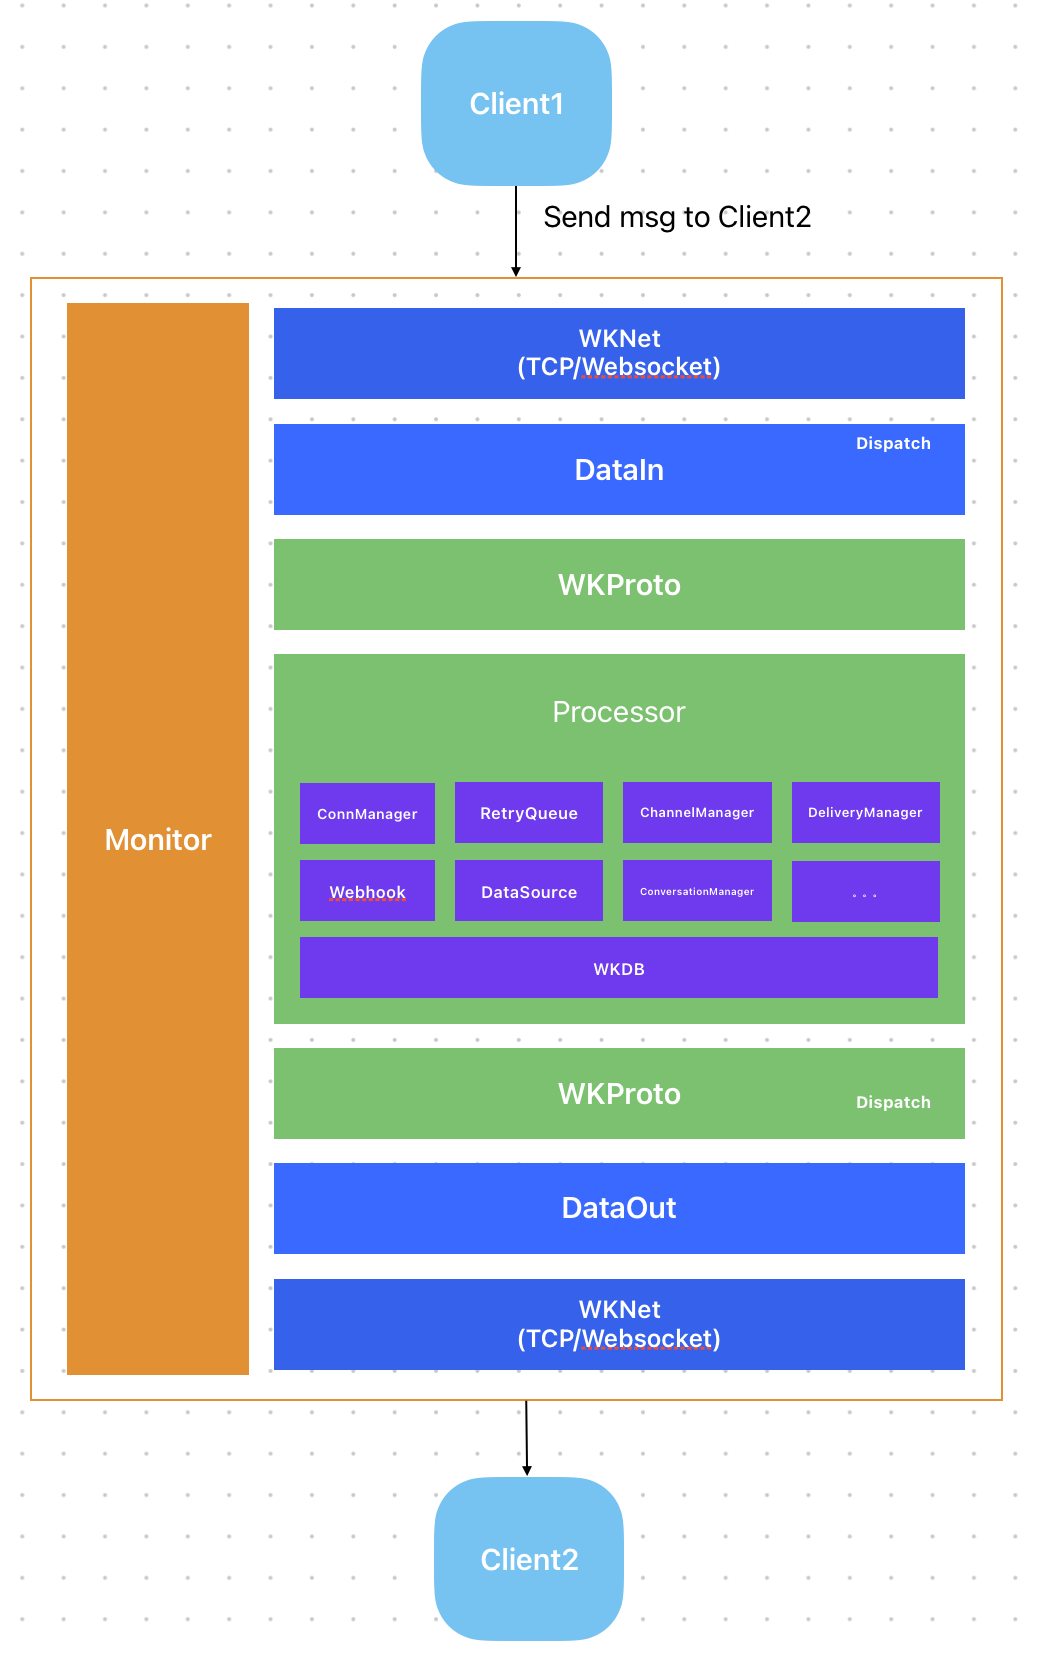 Client1
Send msg to Client2
WKNet
(TCP/Websocket)
Dispatch
DataIn
WKProto
Processor
ConnManager
RetryQueue
ChannelManager
DeliveryManager
Monitor
Webhook
DataSource
ConversationManager
。。。
WKDB
WKProto
Dispatch
DataOut
WKNet
(TCP/Websocket)
Client2